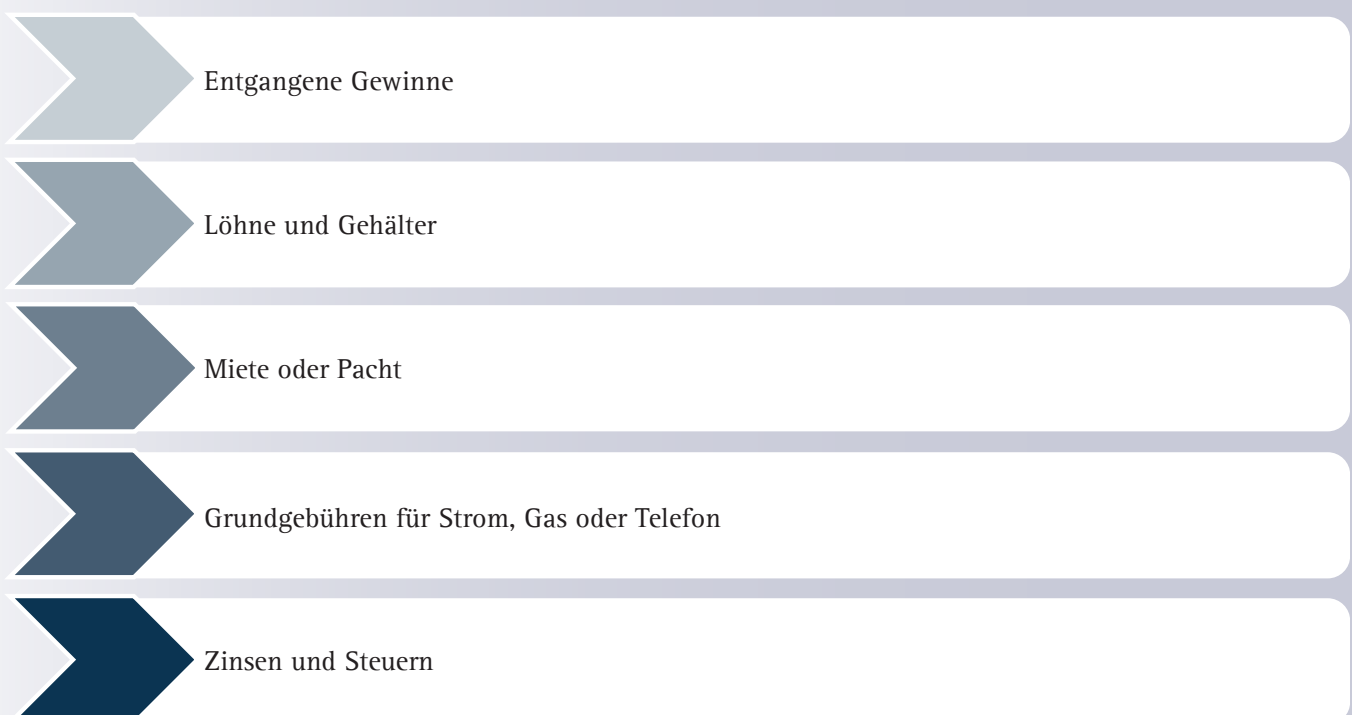 Entgangene Gewinne
Löhne und Gehälter
Miete oder Pacht
Grundgebühren für Strom, Gas oder Telefon
Zinsen und Steuern